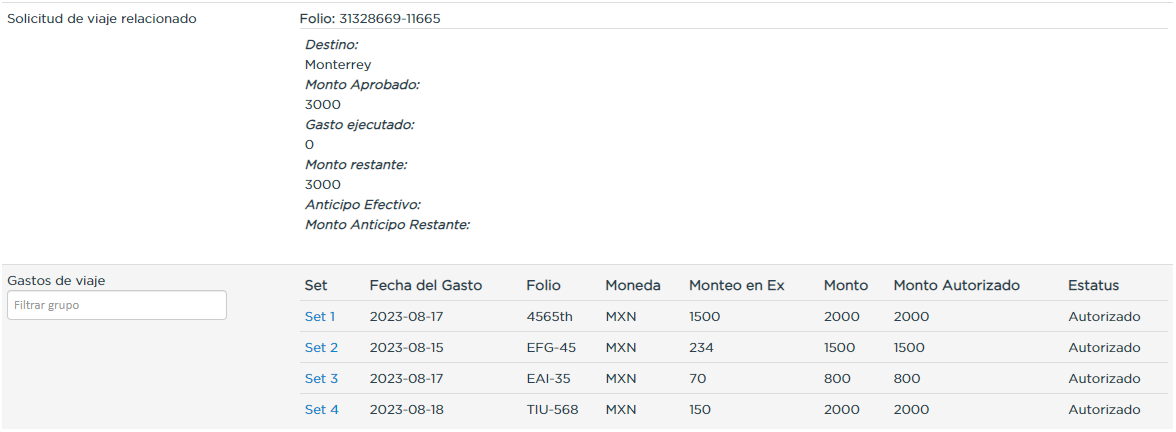 Solicitud de viaje relacionado
Folio: 31328669-11665
Destino:
Monterrey
Monto Aprobado:
3000
Gasto ejecutado:
0
Monto restante:
3000
Anticipo Efectivo:
Monto Anticipo Restante:
Gastos de viaje
Filtrar grupo
Set Fecha del Gasto Folio Moneda Monteo en Ex Monto Monto Autorizado Estatus
Set 1 2023-08-17 4565th MXN 1500 2000 2000 Autorizado
Set 2 2023-08-15 EFG-45 MXN 234 1500 1500 Autorizado
Set 3 2023-08-17 EAI-35 MXN 70 800 800 Autorizado
Set 4 2023-08-18 TIU-568 MXN 150 2000 2000 Autorizado